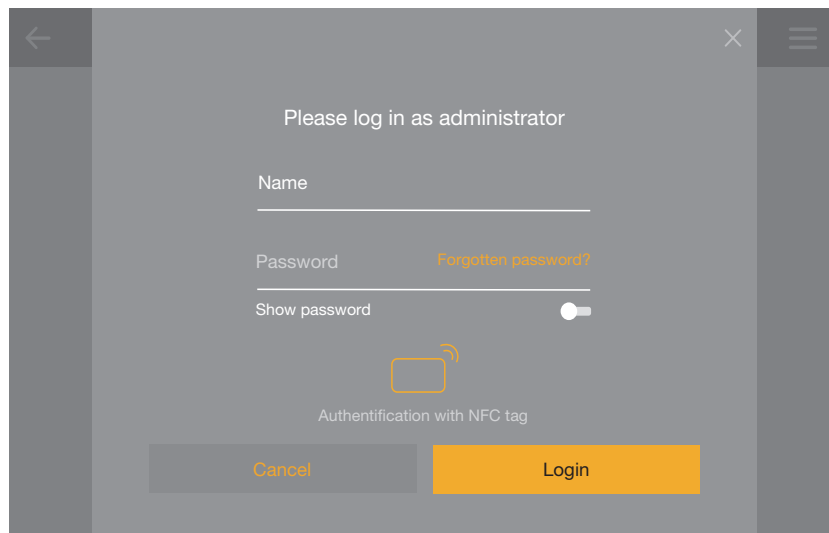 Please log in as administrator
Name
Password Forgotten password?
Show password
Authentification with NFC tag
Cancel Login